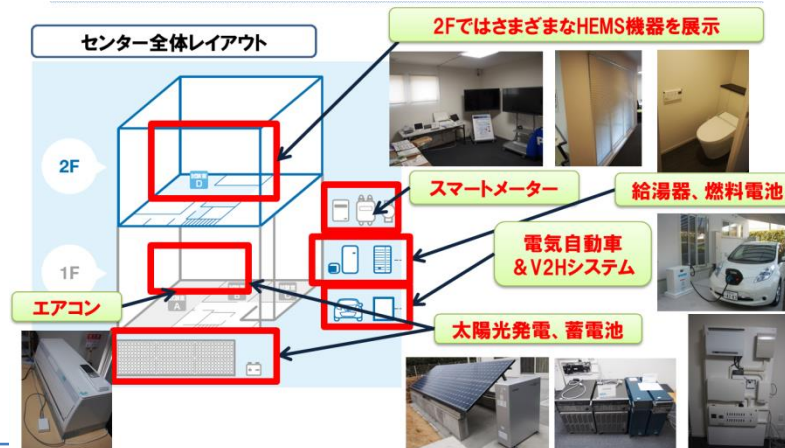 2Fではさまざまな HEMS機器を展示
センター全体レイアウト
2F
D
スマートメーター
給湯器、燃料電池
電気自動車
&V2Hシステム
1F
エアコン
A
太陽光発電、蓄電池